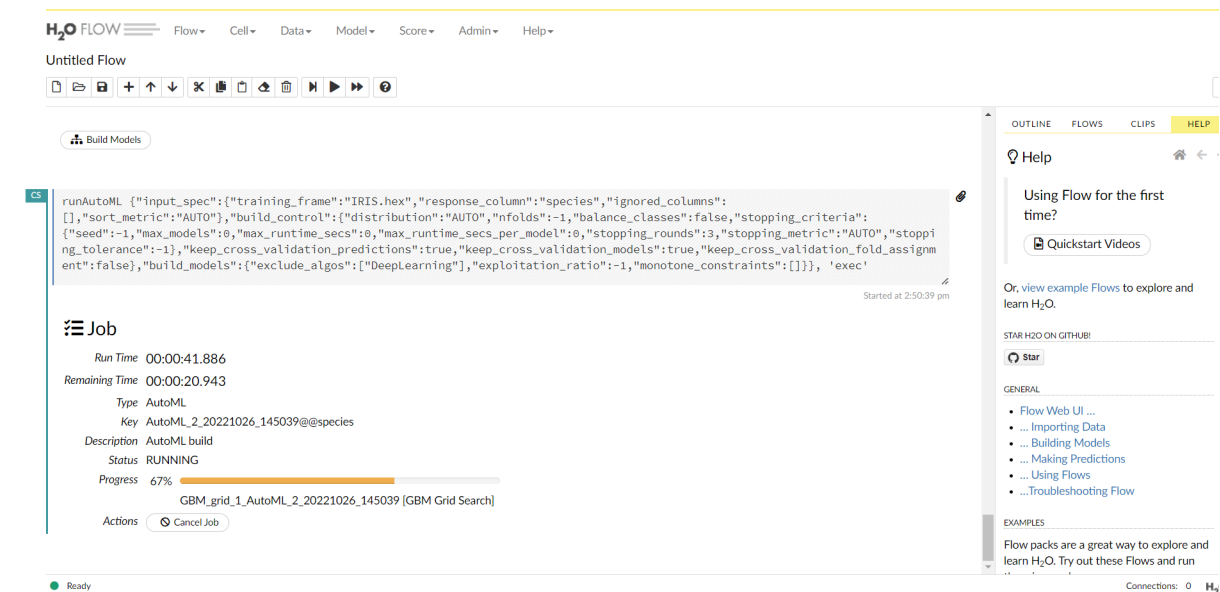 H2O FLOW Flow Cell Data Model Score Admin Help
Untitled Flow
OUTLINE FLOWS CLIPS HELP
Build Models
Help
Using Flow for the first
time?
Quickstart Videos
Or, view example Flows to explore and
learn H2O.
STAR H2O ON GITHUB!
Star
GENERAL
Flow Web UI ...
... Importing Data
... Building Models
... Making Predictions
... Using Flows
...Troubleshooting Flow
EXAMPLES
Flow packs are a great way to explore and
learn H2O. Try out these Flows and run
CS
runAutoML {"input_spec":{"training_frame":"IRIS.hex","response_column":"species","ignored_columns":
[],"sort_metric":"AUTO"},"build_control":{"distribution":"AUTO","nfolds":-1,"balance_classes":false,"stopping_criteria":
{"seed":-1,"max_models":0,"max_runtime_secs":0,"max_runtime_secs_per_model":0,"stopping_rounds":3,"stopping_metric":"AUTO","stoppi
ng_tolerance":-1},"keep_cross_validation_predictions":true,"keep_cross_validation_models":true,"keep_cross_validation_fold_assignm
ent":false},"build_models":{"exclude_algos":["DeepLearning"],"exploitation_ratio":-1,"monotone_constraints":[]}}, 'exec'
Started at 2:50:39 pm
Job
Run Time 00:00:41.886
Remaining Time 00:00:20.943
Type AutoML
Key AutoML_2_20221026_145039@@species
Description AutoML build
Status RUNNING
Progress 67%
GBM_grid_1_AutoML_2_20221026_145039 [GBM Grid Search]
Actions Cancel Job
Ready
Connections: 0 H2